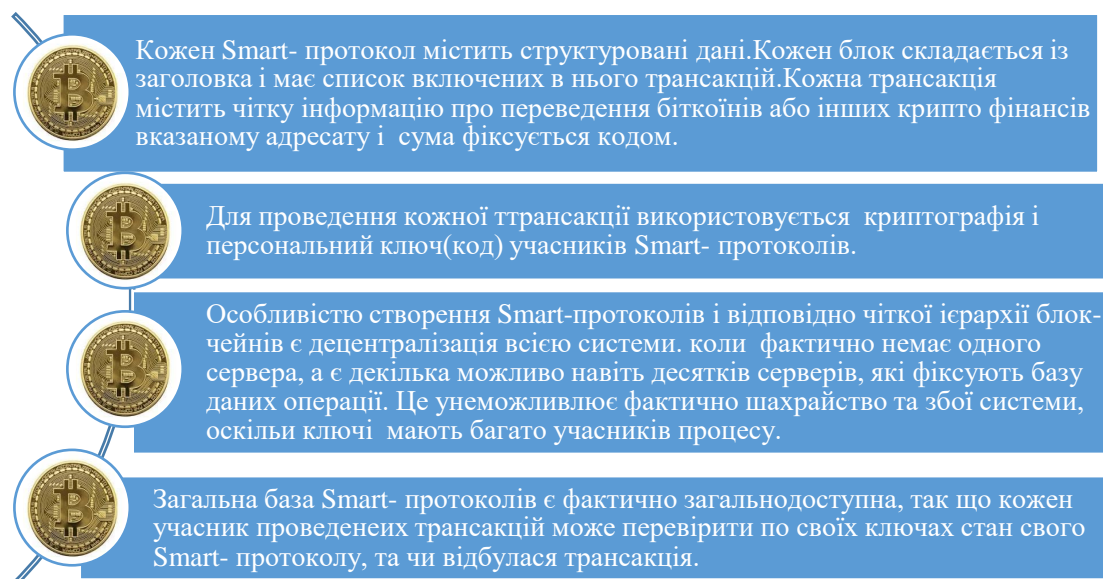 Кожен Smart- протокол містить структуровані дані.Кожен блок складається із
заголовка і має список включених в нього трансакцій.Кожна трансакція
містить чітку інформацію про переведення біткоїнів або інших крипто фінансів
вказаному адресату і  сума фіксується кодом.
Для проведення кожної ттрансакції використовується  криптографія і
персональний ключ(код) учасників Smart- протоколів.
Особливістю створення Smart-протоколів і відповідно чіткої ієрархії блок-
чейнів є децентралізація всією системи. коли  фактично немає одного
сервера, а є декілька можливо навіть десятків серверів, які фіксують базу
даних операції. Це унеможливлює фактично шахрайство та збої системи,
оскільи ключі  мають багато учасників процесу.
Загальна база Smart- протоколів є фактично загальнодоступна, так що кожен
учасник проведенеих трансакцій може перевірити по своїх ключах стан свого
Smart- протоколу, та чи відбулася трансакція.